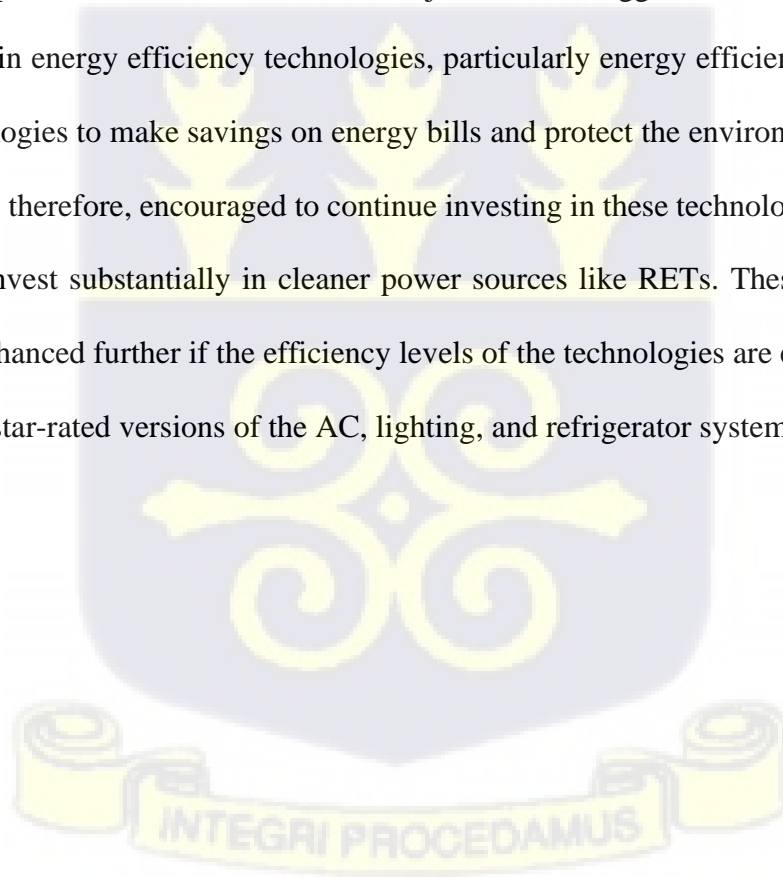 in energy efficiency technologies, particularly energy efficien
ogies to make savings on energy bills and protect the environ
therefore, encouraged to continue investing in these technolo
nvest substantially in cleaner power sources like RETs. Thes
hanced further if the efficiency levels of the technologies are
star-rated versions of the AC, lighting, and refrigerator system
INTEGRI PROCEDAMUS